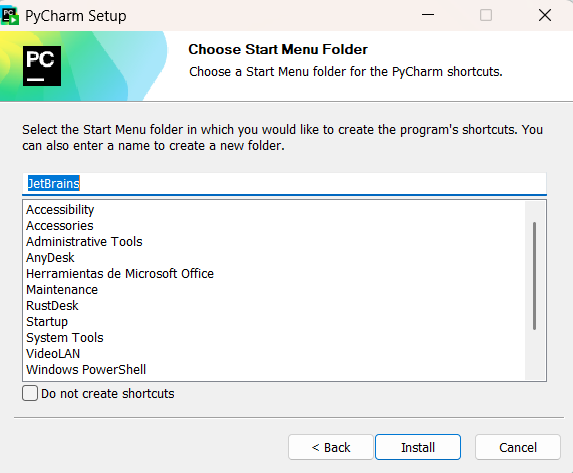 PyCharm Setup
PC
Choose Start Menu Folder
Choose a Start Menu folder for the PyCharm shortcuts.
Select the Start Menu folder in which you would like to create the program's shortcuts. You
can also enter a name to create a new folder.
JetBrains
Accessibility
Accessories
Administrative Tools
AnyDesk
Herramientas de Microsoft Office
Maintenance
RustDesk
Startup
System Tools
VideoLAN
Windows PowerShell
Do not create shortcuts
< Back
Install
Cancel